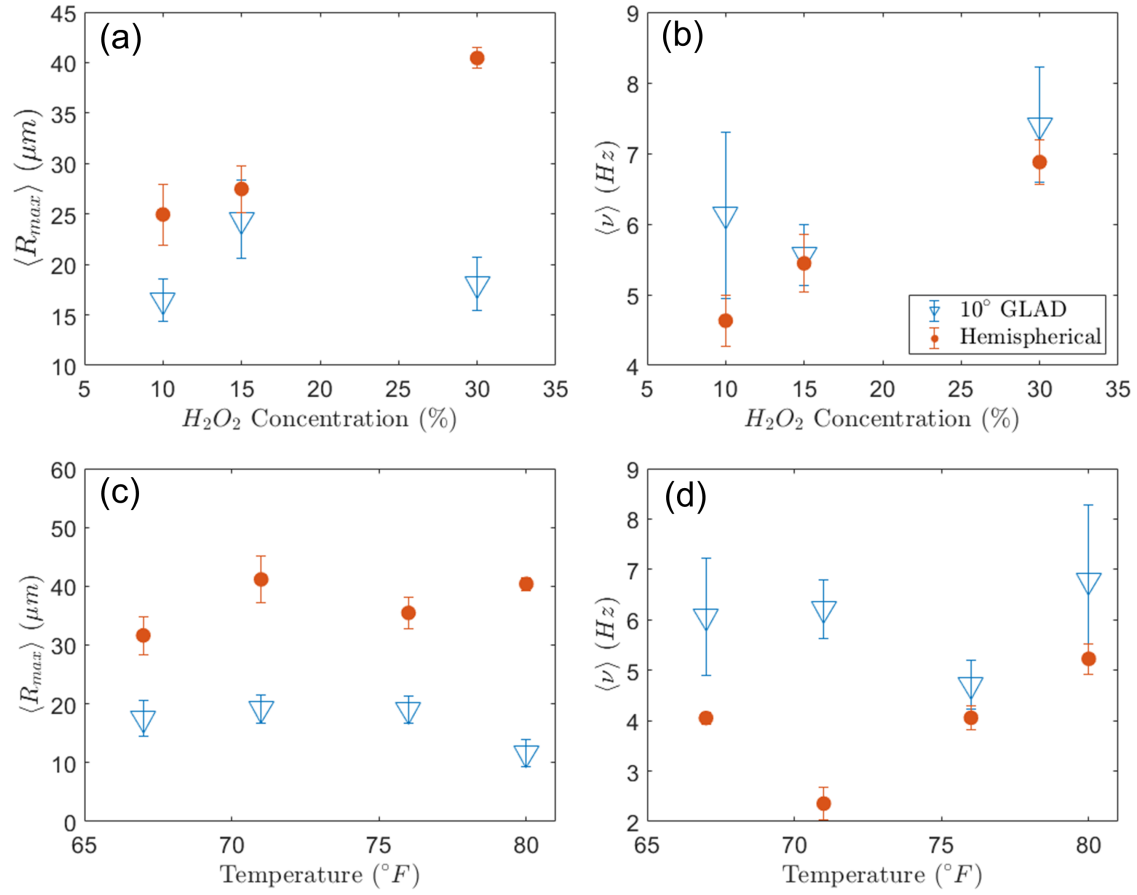 (a)
45
40
35
30
25
20
15
10
5 10 15 20 25 30 35
⟨R_max⟩ (μm)
H₂O₂ Concentration (%)
(b)
9
8
7
6
5
4
5 10 15 20 25 30 35
⟨ν⟩ (Hz)
H₂O₂ Concentration (%)
10° GLAD
Hemispherical
(c)
60
50
40
30
20
10
0
65 70 75 80
⟨R_max⟩ (μm)
Temperature (°F)
(d)
9
8
7
6
5
4
3
2
65 70 75 80
⟨ν⟩ (Hz)
Temperature (°F)